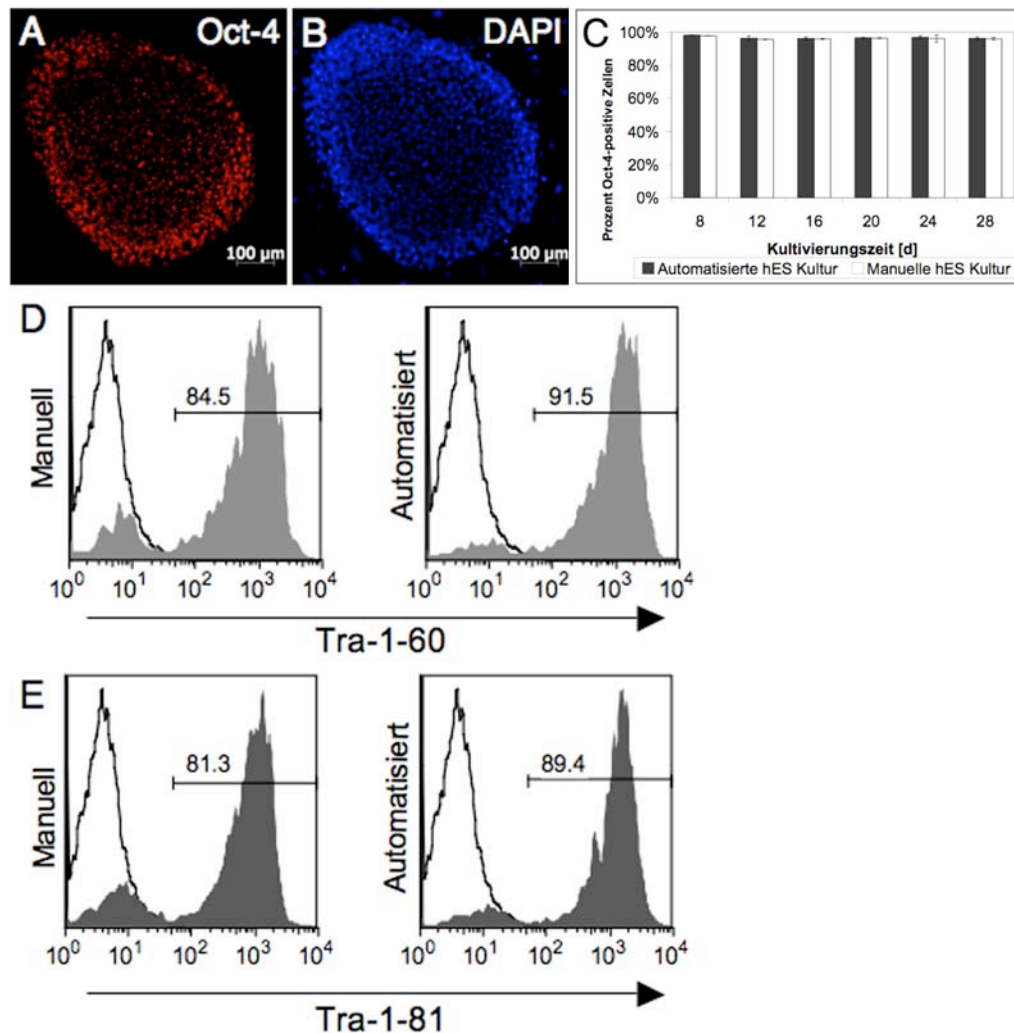 A Oct-4
100 µm
B DAPI
100 µm
C
Prozent Oct-4-positive Zellen
100%
80%
60%
40%
20%
0%
8 12 16 20 24 28
Kultivierungszeit [d]
Automatisierte hES Kultur Manuelle hES Kultur
D
Manuell
84.5
10⁰ 10¹ 10² 10³ 10⁴
Automatisiert
91.5
10⁰ 10¹ 10² 10³ 10⁴
Tra-1-60
E
Manuell
81.3
10⁰ 10¹ 10² 10³ 10⁴
Automatisiert
89.4
10⁰ 10¹ 10² 10³ 10⁴
Tra-1-81